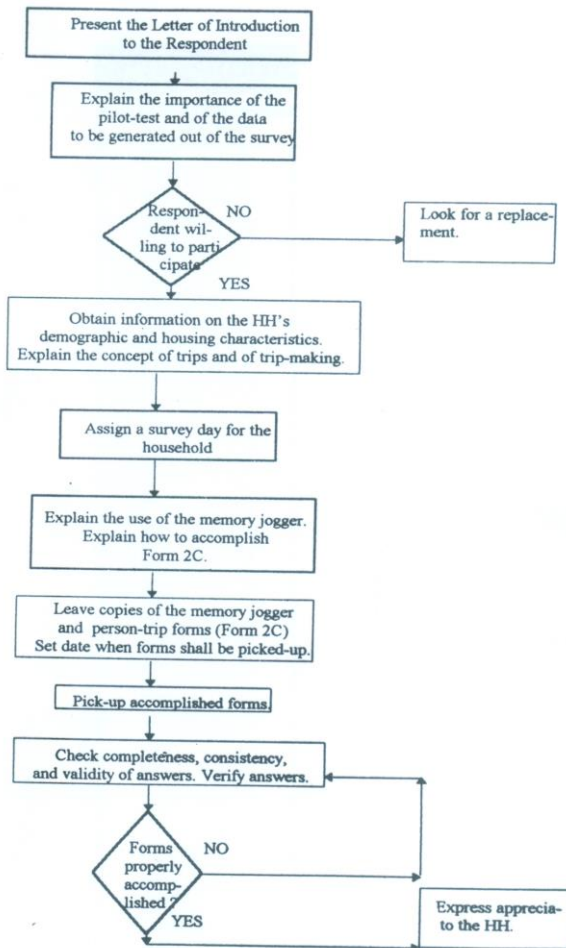 Present the Letter of Introduction
to the Respondent
Explain the importance of the
pilot-test and of the data
to be generated out of the survey
Respon-
dent wil-
ling to parti
cipate
NO
Look for a replace-
ment.
YES
Obtain information on the HH's
demographic and housing characteristics.
Explain the concept of trips and of trip-making.
Assign a survey day for the
household
Explain the use of the memory jogger.
Explain how to accomplish
Form 2C.
Leave copies of the memory jogger
and person-trip forms (Form 2C)
Set date when forms shall be picked-up.
Pick-up accomplished forms.
Check completeness, consistency,
and validity of answers. Verify answers.
Forms
properly
accomp-
lished ?
NO
YES
Express apprecia-
to the HH.